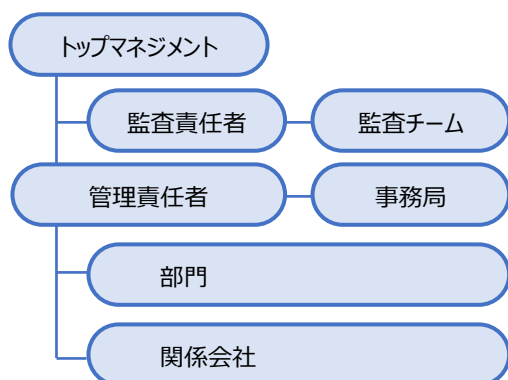 トップマネジメント
監査責任者
監査チーム
管理責任者
事務局
部門
関係会社